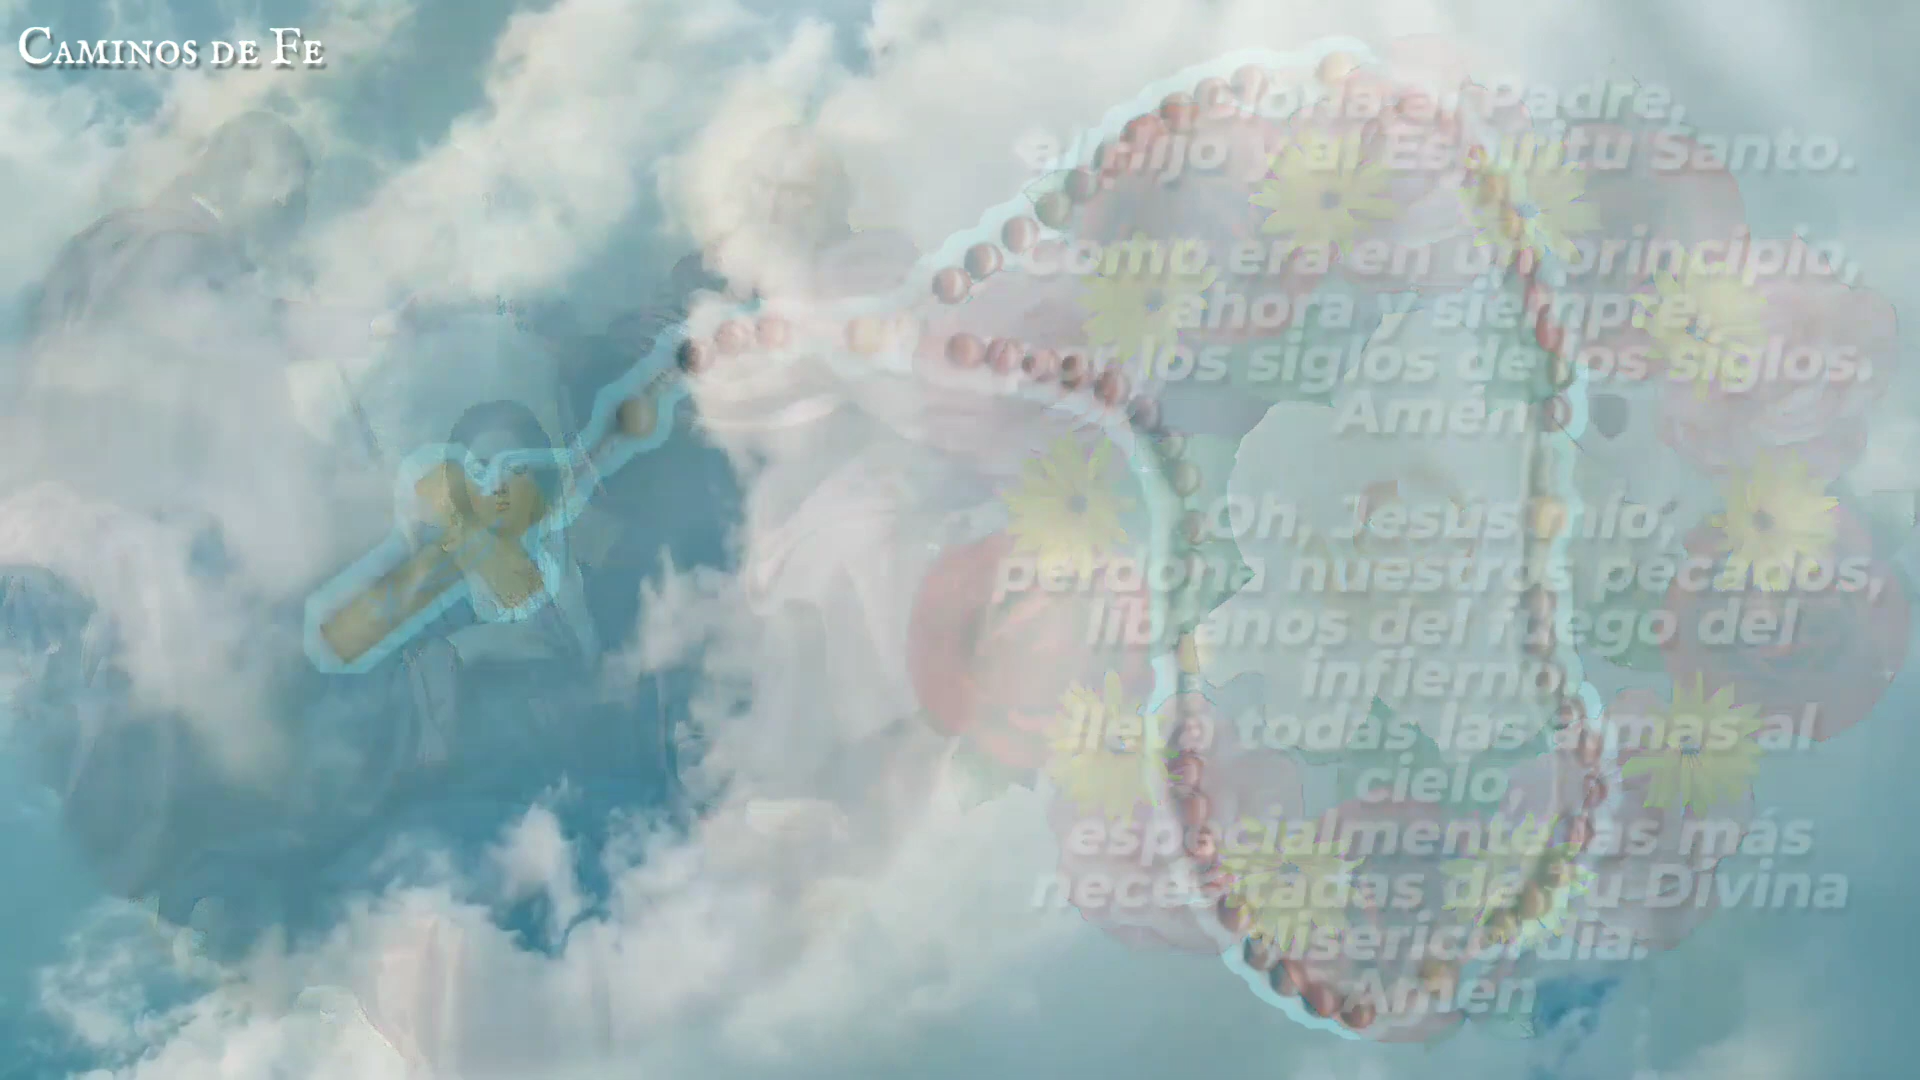 Caminos de Fe
Gloria al Padre,
al Hijo y al Espíritu Santo.
Como era en un principio,
ahora y siempre,
por los siglos de los siglos.
Amén
Oh, Jesús mío,
perdona nuestros pecados,
líbranos del fuego del
infierno,
lleva todas las almas al
cielo,
especialmente las más
necesitadas de Tu Divina
Misericordia.
Amén